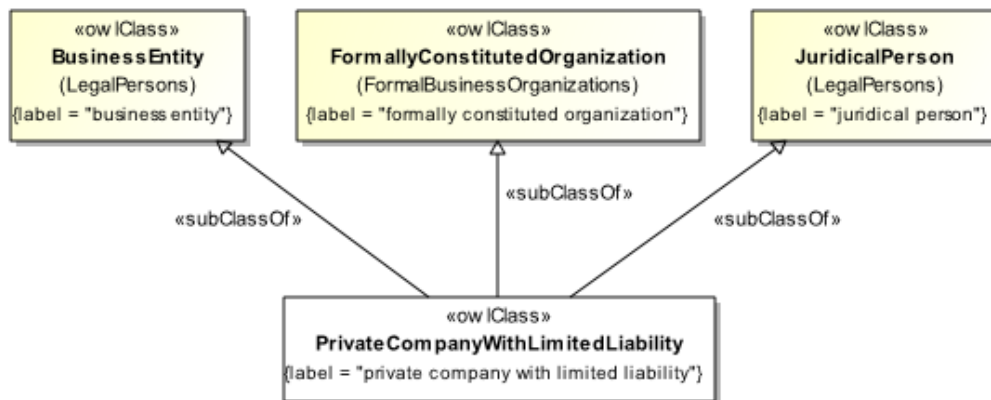 «owlClass»
BusinessEntity
(LegalPersons)
{label = "business entity"}
«owlClass»
FormallyConstitutedOrganization
(FormalBusinessOrganizations)
{label = "formally constituted organization"}
«owlClass»
JuridicalPerson
(LegalPersons)
{label = "juridical person"}
«subClassOf»
«subClassOf»
«subClassOf»
«owlClass»
PrivateCompanyWithLimitedLiability
{label = "private company with limited liability"}